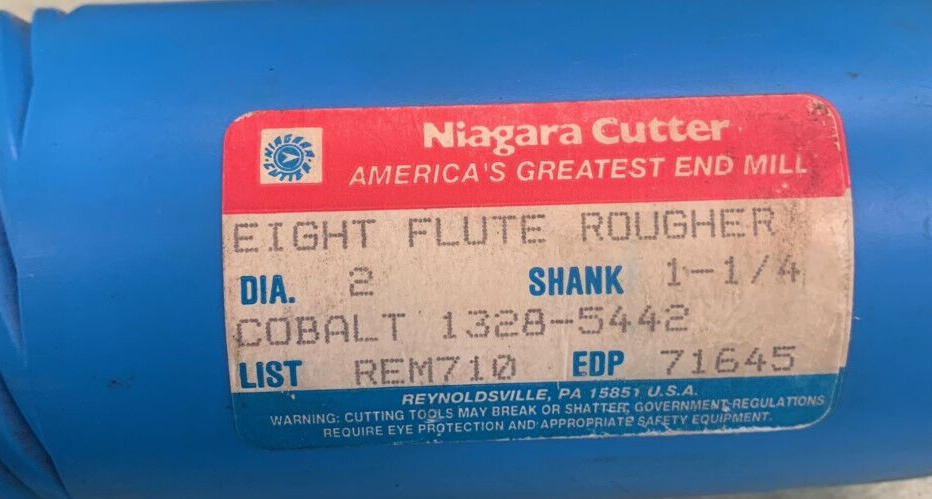 Niagara Cutter
AMERICA'S GREATEST END MILL
EIGHT FLUTE ROUGHER
DIA. 2 SHANK 1-1/4
COBALT 1328-5442
LIST REM710 EDP 71645
REYNOLDSVILLE, PA 15851 U.S.A.
WARNING: CUTTING TOOLS MAY BREAK OR SHATTER, GOVERNMENT REGULATIONS
REQUIRE EYE PROTECTION AND APPROPRIATE SAFETY EQUIPMENT.